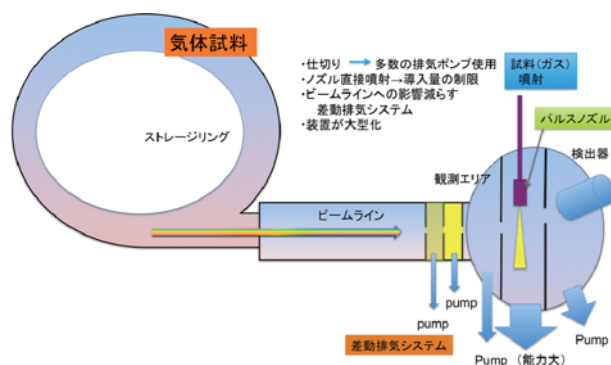 気体試料
・仕切り → 多数の排気ポンプ使用
・ノズル直接噴射→導入量の制限
・ビームラインへの影響減らす
差動排気システム
・装置が大型化
試料(ガス)
噴射
パルスノズル
検出器
観測エリア
ストレージリング
ビームライン
pump
pump
差動排気システム
Pump (能力大)
Pump